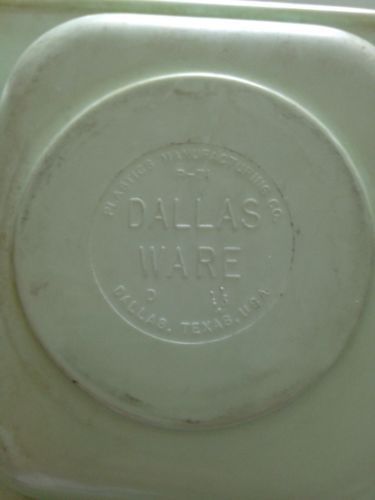 PLASTICS MANUFACTURING CO.
DALLAS
WARE
DALLAS, TEXAS, U.S.A.